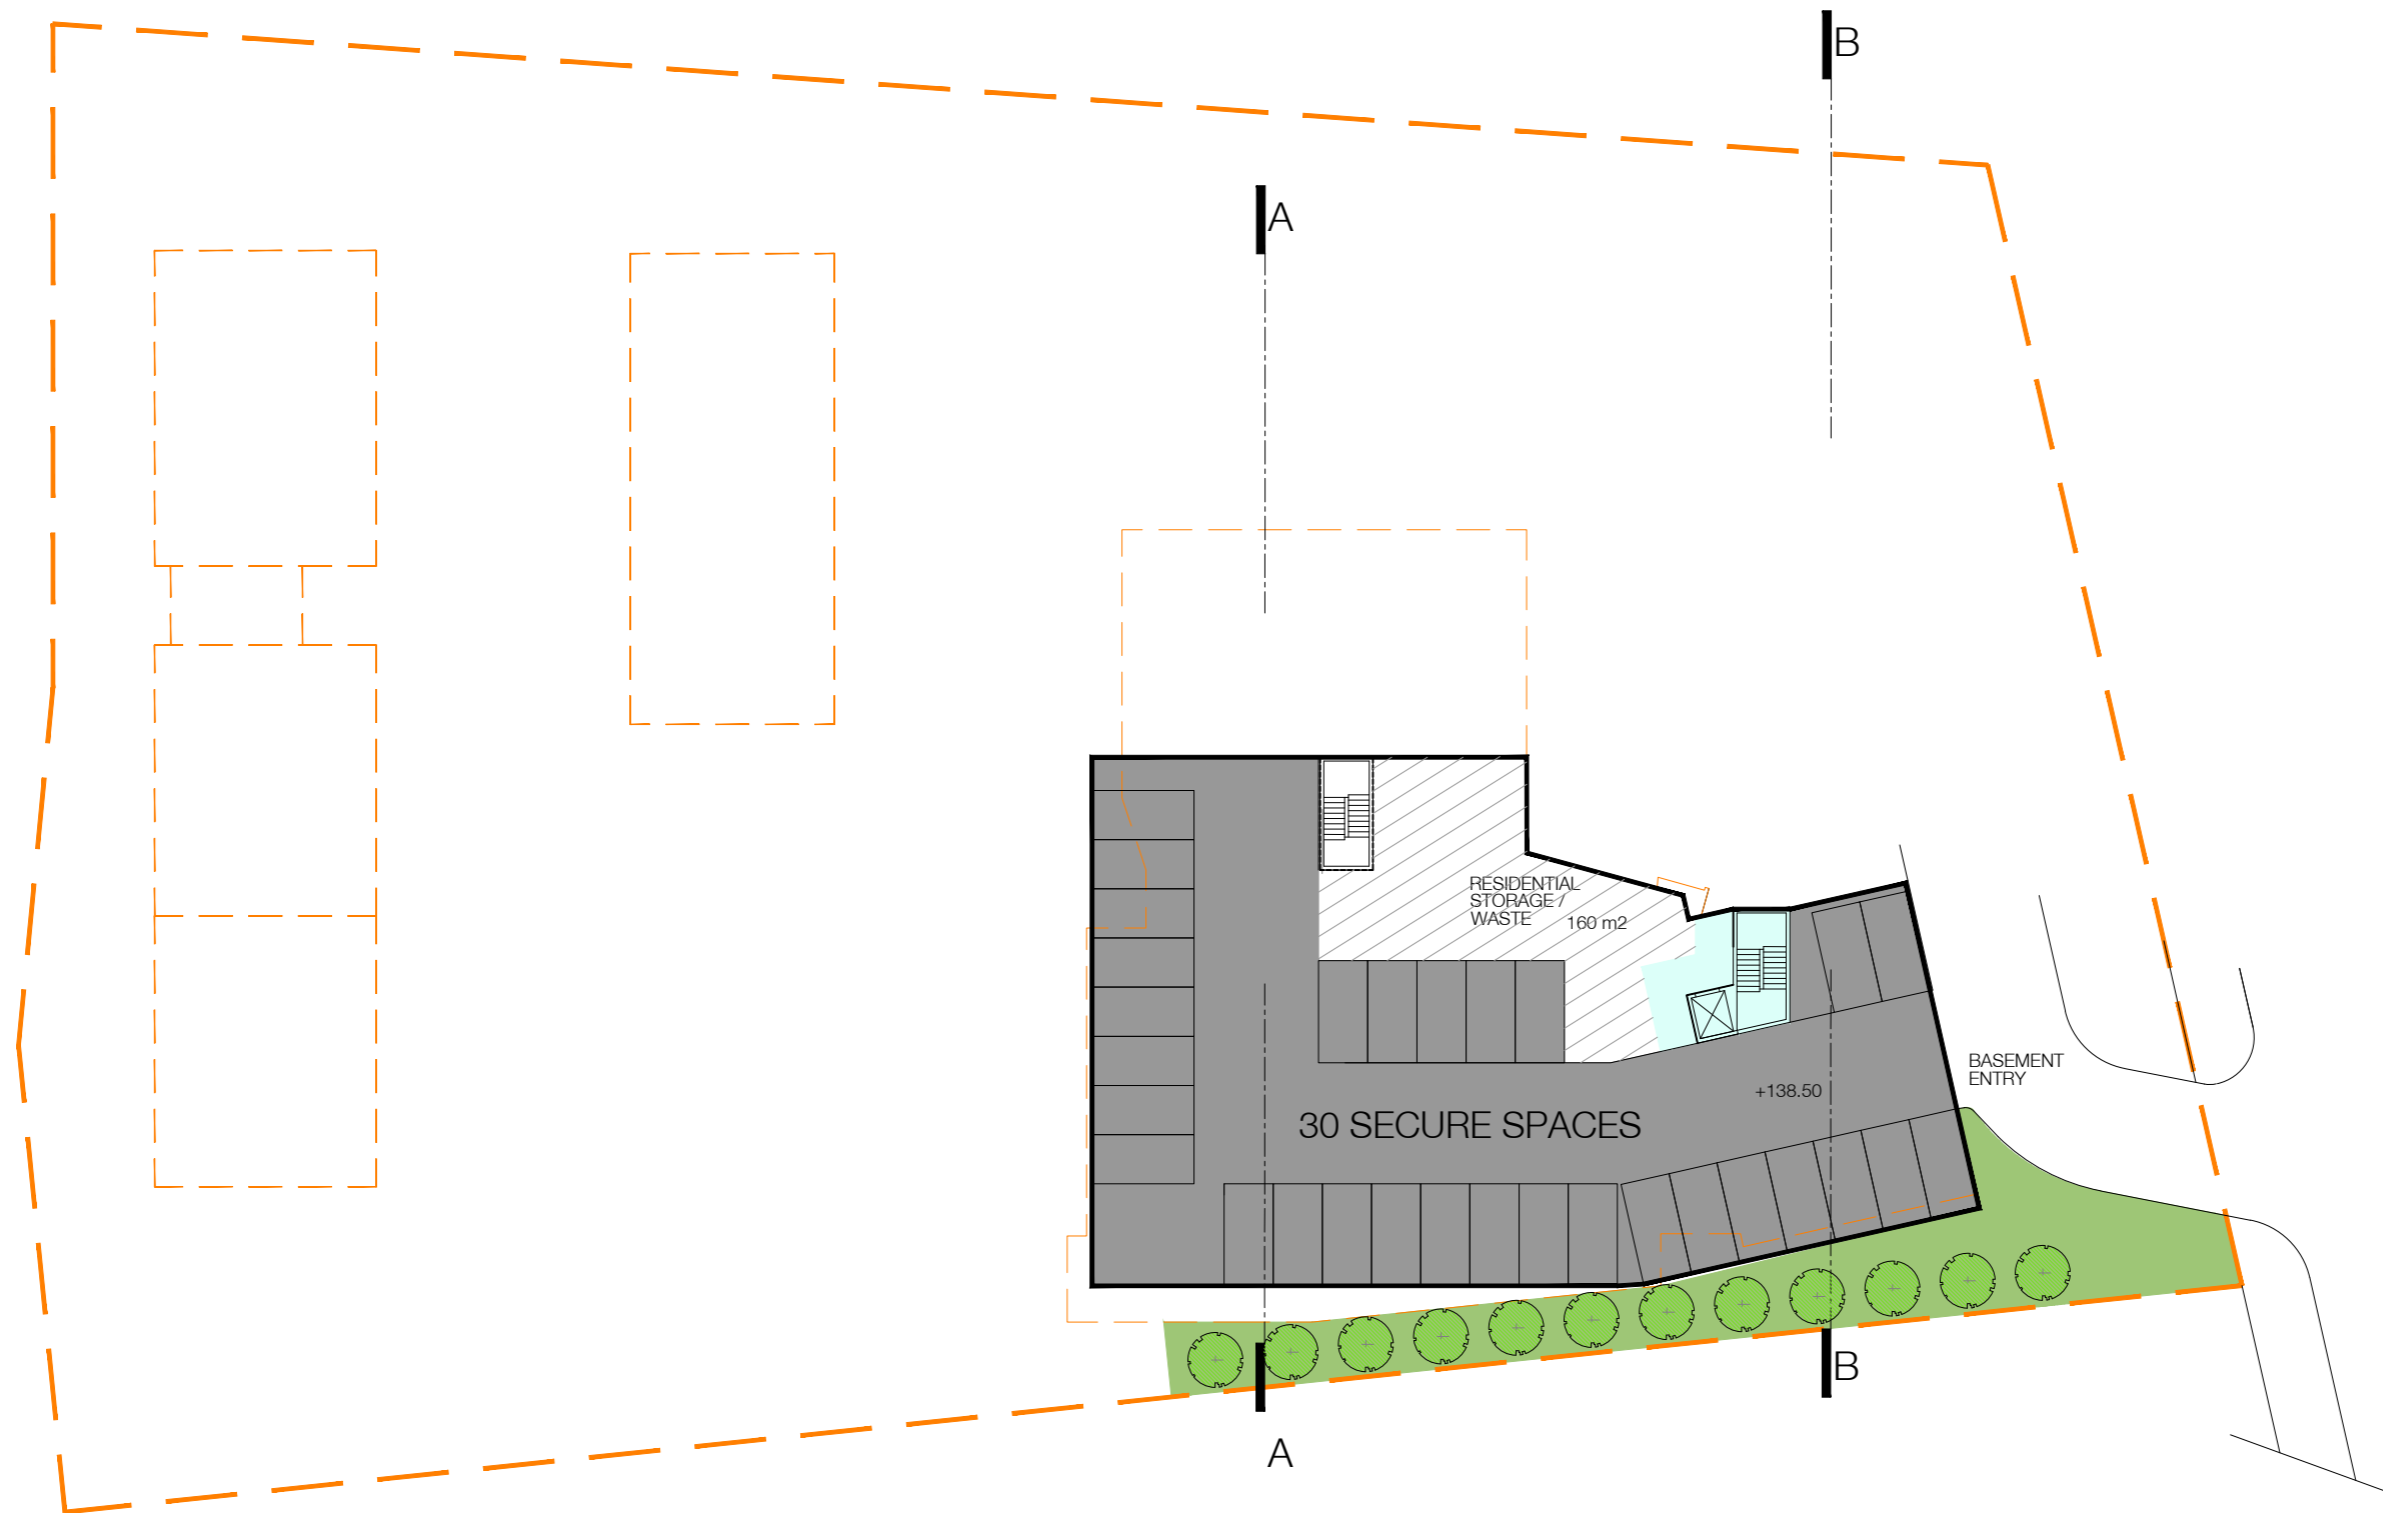 B
A
RESIDENTIAL
STORAGE /
WASTE
160 m2
BASEMENT
ENTRY
+138.50
30 SECURE SPACES
B
A